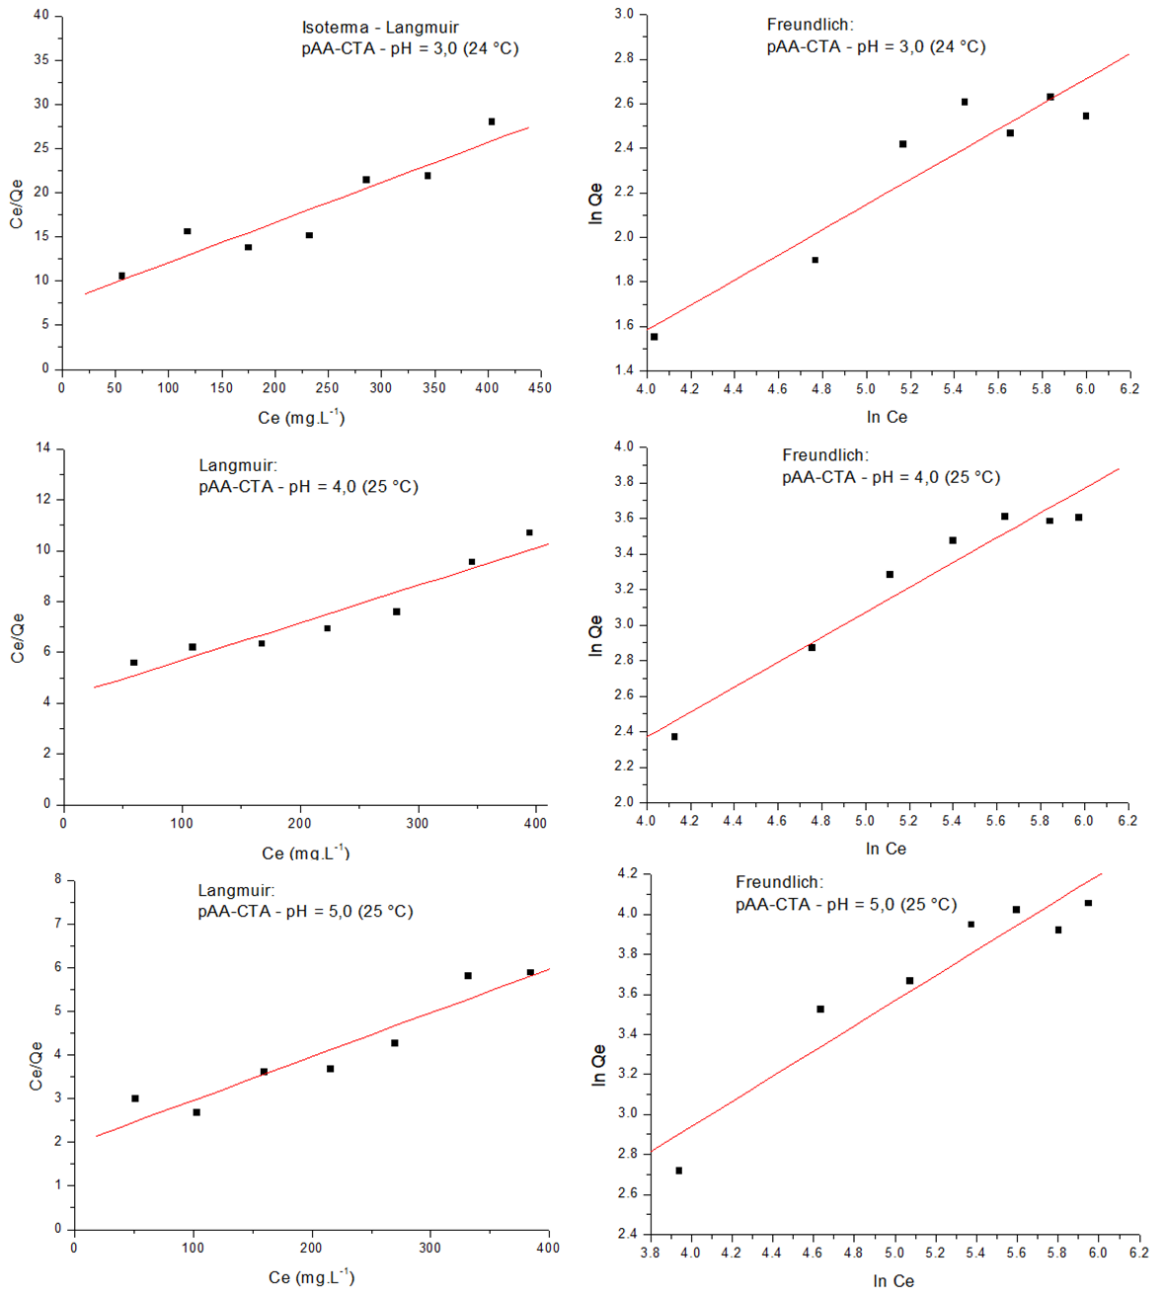 Isoterma - Langmuir
pAA-CTA - pH = 3,0 (24 °C)
40
35
30
25
20
15
10
5
0
Ce/Qe
0 50 100 150 200 250 300 350 400 450
Ce (mg.L⁻¹)
Freundlich:
pAA-CTA - pH = 3,0 (24 °C)
3.0
2.8
2.6
2.4
2.2
2.0
1.8
1.6
1.4
ln Qe
4.0 4.2 4.4 4.6 4.8 5.0 5.2 5.4 5.6 5.8 6.0 6.2
ln Ce
Langmuir:
pAA-CTA - pH = 4,0 (25 °C)
14
12
10
8
6
4
2
0
Ce/Qe
0 100 200 300 400
Ce (mg.L⁻¹)
Freundlich:
pAA-CTA - pH = 4,0 (25 °C)
4.0
3.8
3.6
3.4
3.2
3.0
2.8
2.6
2.4
2.2
2.0
ln Qe
4.0 4.2 4.4 4.6 4.8 5.0 5.2 5.4 5.6 5.8 6.0 6.2
ln Ce
Langmuir:
pAA-CTA - pH = 5,0 (25 °C)
8
7
6
5
4
3
2
1
0
Ce/Qe
0 100 200 300 400
Ce (mg.L⁻¹)
Freundlich:
pAA-CTA - pH = 5,0 (25 °C)
4.2
4.0
3.8
3.6
3.4
3.2
3.0
2.8
2.6
2.4
ln Qe
3.8 4.0 4.2 4.4 4.6 4.8 5.0 5.2 5.4 5.6 5.8 6.0 6.2
ln Ce